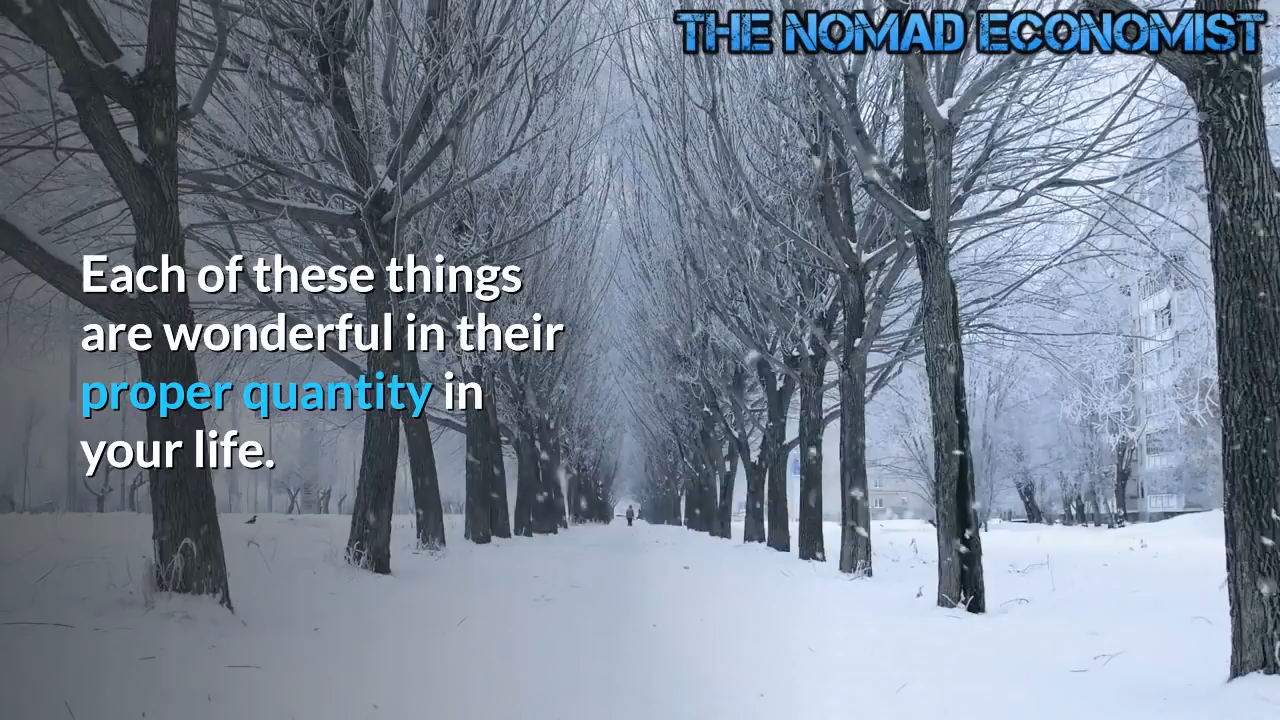 THE NOMAD ECONOMIST
Each of these things
are wonderful in their
proper quantity in
your life.